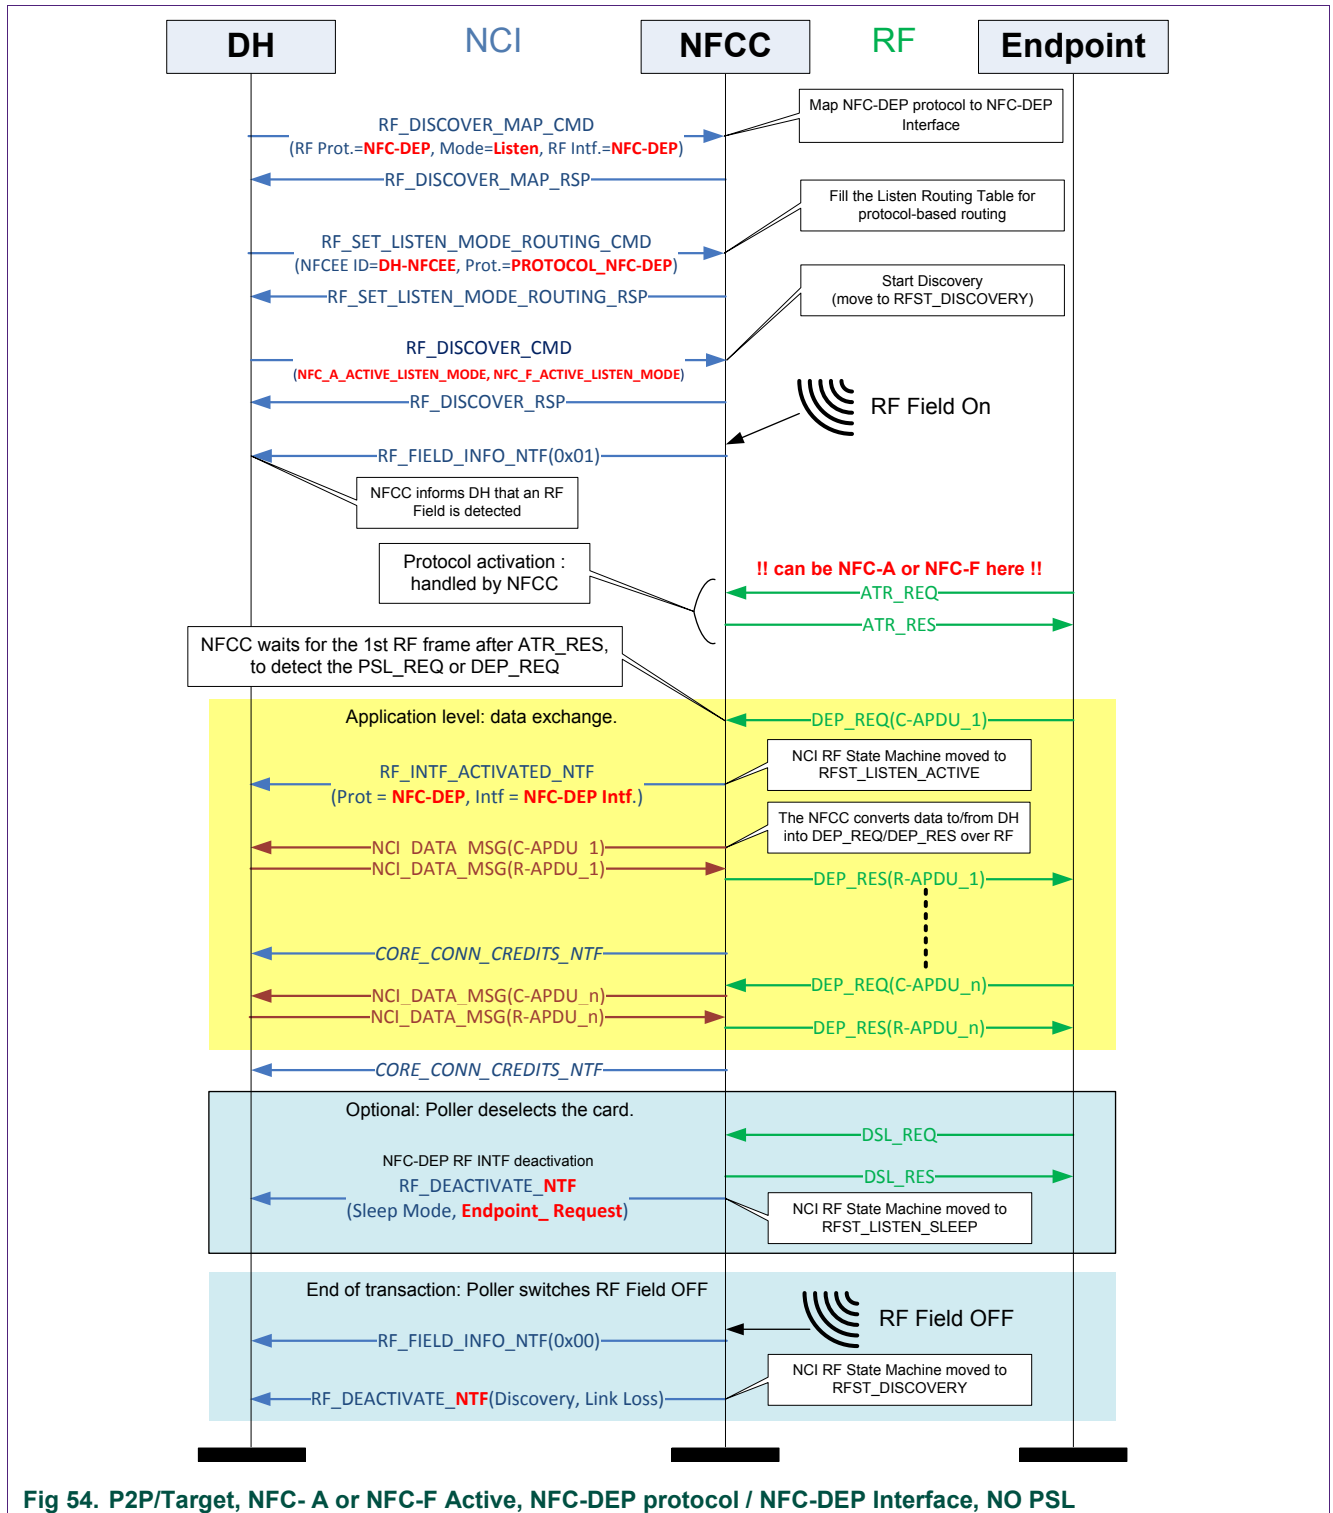 DH
NCI
NFCC
RF
Endpoint
Map NFC-DEP protocol to NFC-DEP
Interface
RF_DISCOVER_MAP_CMD
(RF Prot.=NFC-DEP, Mode=Listen, RF Intf.=NFC-DEP)
RF_DISCOVER_MAP_RSP
Fill the Listen Routing Table for
protocol-based routing
RF_SET_LISTEN_MODE_ROUTING_CMD
(NFCEE ID=DH-NFCEE, Prot.=PROTOCOL_NFC-DEP)
RF_SET_LISTEN_MODE_ROUTING_RSP
Start Discovery
(move to RFST_DISCOVERY)
RF_DISCOVER_CMD
(NFC_A_ACTIVE_LISTEN_MODE, NFC_F_ACTIVE_LISTEN_MODE)
RF_DISCOVER_RSP
RF Field On
RF_FIELD_INFO_NTF(0x01)
NFCC informs DH that an RF
Field is detected
Protocol activation :
handled by NFCC
!! can be NFC-A or NFC-F here !!
ATR_REQ
ATR_RES
NFCC waits for the 1st RF frame after ATR_RES,
to detect the PSL_REQ or DEP_REQ
Application level: data exchange.
DEP_REQ(C-APDU_1)
NCI RF State Machine moved to
RFST_LISTEN_ACTIVE
RF_INTF_ACTIVATED_NTF
(Prot = NFC-DEP, Intf = NFC-DEP Intf.)
The NFCC converts data to/from DH
into DEP_REQ/DEP_RES over RF
NCI_DATA_MSG(C-APDU_1)
NCI_DATA_MSG(R-APDU_1)
DEP_RES(R-APDU_1)
CORE_CONN_CREDITS_NTF
DEP_REQ(C-APDU_n)
NCI_DATA_MSG(C-APDU_n)
NCI_DATA_MSG(R-APDU_n)
DEP_RES(R-APDU_n)
CORE_CONN_CREDITS_NTF
Optional: Poller deselects the card.
DSL_REQ
NFC-DEP RF INTF deactivation
DSL_RES
RF_DEACTIVATE_NTF
(Sleep Mode, Endpoint_ Request)
NCI RF State Machine moved to
RFST_LISTEN_SLEEP
End of transaction: Poller switches RF Field OFF
RF Field OFF
RF_FIELD_INFO_NTF(0x00)
NCI RF State Machine moved to
RFST_DISCOVERY
RF_DEACTIVATE_NTF(Discovery, Link Loss)
Fig 54. P2P/Target, NFC- A or NFC-F Active, NFC-DEP protocol / NFC-DEP Interface, NO PSL